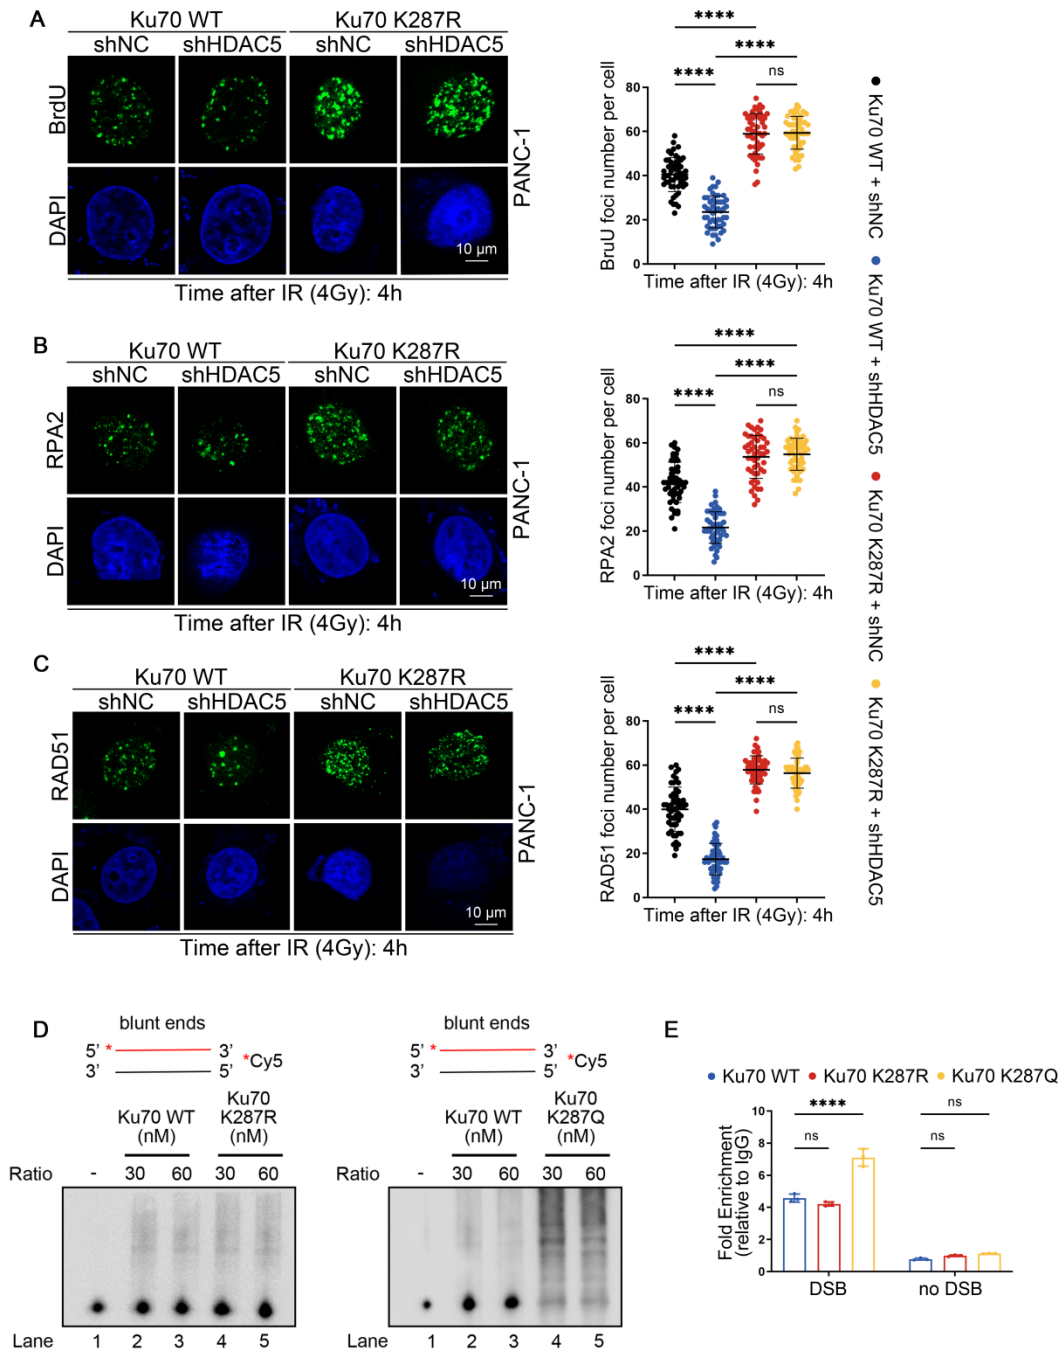 A
Ku70 WT Ku70 K287R
shNC shHDAC5 shNC shHDAC5
BrdU
DAPI
PANC-1
10 μm
Time after IR (4Gy): 4h
BruU foci number per cell
80
60
40
20
0
****
****
****
ns
Time after IR (4Gy): 4h
B
Ku70 WT Ku70 K287R
shNC shHDAC5 shNC shHDAC5
RPA2
DAPI
PANC-1
10 μm
Time after IR (4Gy): 4h
RPA2 foci number per cell
80
60
40
20
0
****
****
****
ns
Time after IR (4Gy): 4h
C
Ku70 WT Ku70 K287R
shNC shHDAC5 shNC shHDAC5
RAD51
DAPI
PANC-1
10 μm
Time after IR (4Gy): 4h
RAD51 foci number per cell
80
60
40
20
0
****
****
****
ns
Time after IR (4Gy): 4h
Ku70 WT + shNC
Ku70 WT + shHDAC5
Ku70 K287R + shNC
Ku70 K287R + shHDAC5
D
blunt ends
5' * 3'
3' 5'
*Cy5
Ku70 WT (nM)
Ku70 K287R (nM)
Ratio - 30 60 30 60
Lane 1 2 3 4 5
blunt ends
5' * 3'
3' 5'
*Cy5
Ku70 WT (nM)
Ku70 K287Q (nM)
Ratio - 30 60 30 60
Lane 1 2 3 4 5
E
Ku70 WT Ku70 K287R Ku70 K287Q
Fold Enrichment
(relative to IgG)
10
8
6
4
2
0
****
ns
ns
ns
DSB no DSB